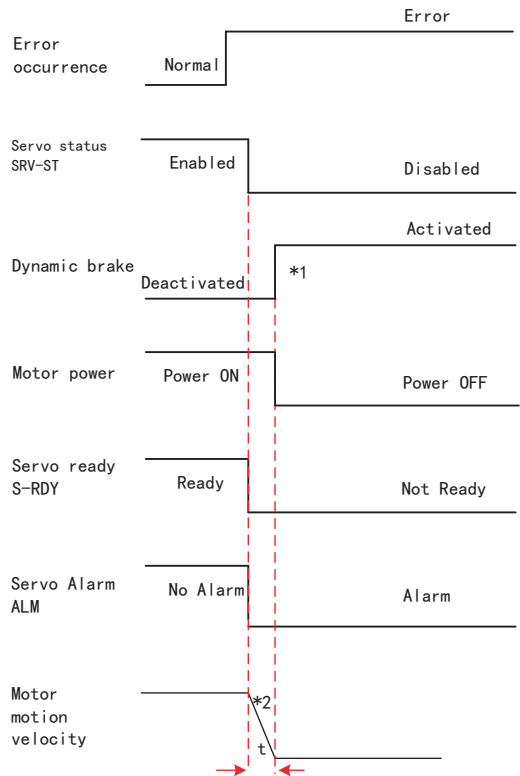 Error
Error
occurrence
Normal
Servo status
SRV-ST
Enabled
Disabled
Activated
Dynamic brake
Deactivated
*1
Motor power
Power ON
Power OFF
Servo ready
S-RDY
Ready
Not Ready
Servo Alarm
ALM
No Alarm
Alarm
Motor
motion
velocity
*2
t